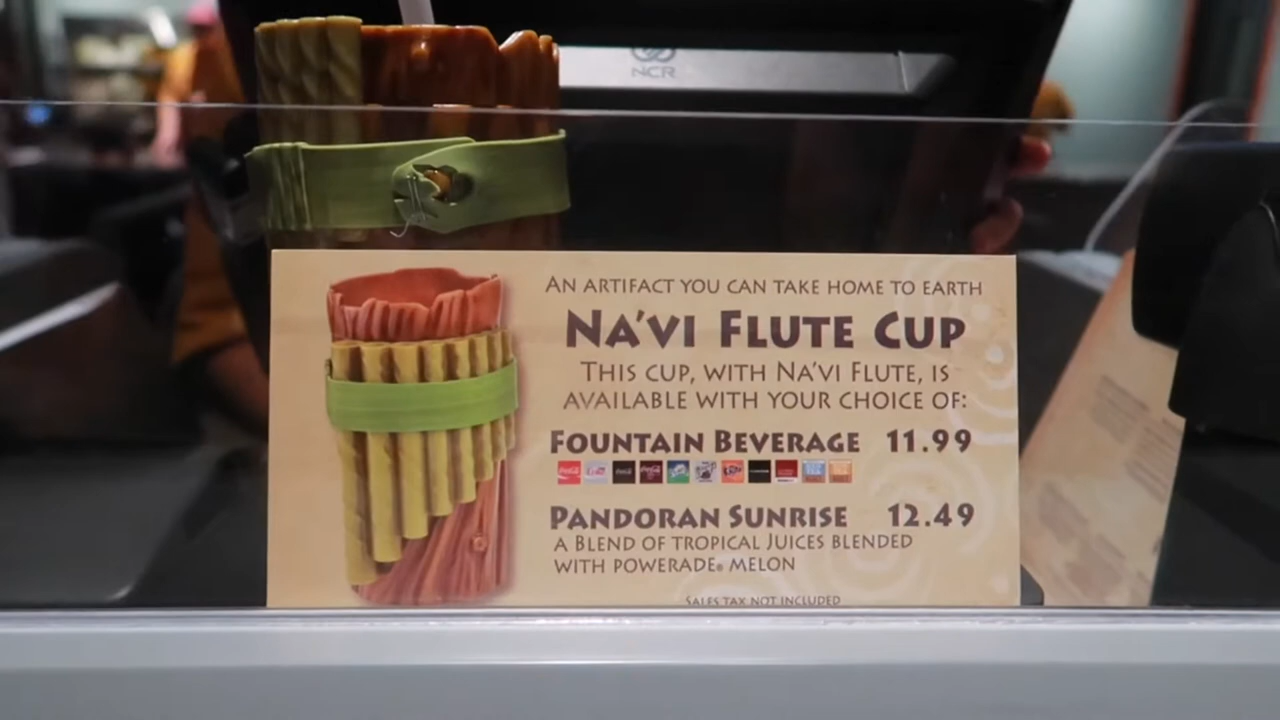 NCR
AN ARTIFACT YOU CAN TAKE HOME TO EARTH
NA'VI FLUTE CUP
THIS CUP, WITH NA'VI FLUTE, IS
AVAILABLE WITH YOUR CHOICE OF:
FOUNTAIN BEVERAGE 11.99
PANDORAN SUNRISE 12.49
A BLEND OF TROPICAL JUICES BLENDED
WITH POWERADE® MELON
SALES TAX NOT INCLUDED